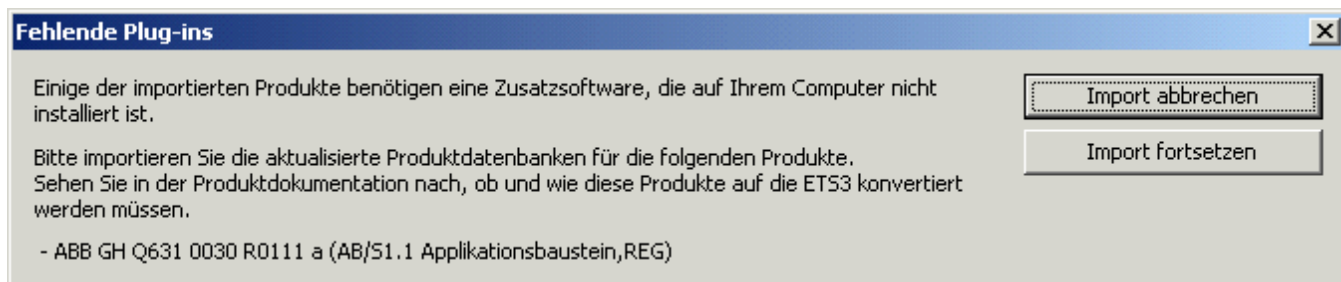 Fehlende Plug-ins
Einige der importierten Produkte benötigen eine Zusatzsoftware, die auf Ihrem Computer nicht
installiert ist.
Bitte importieren Sie die aktualisierte Produktdatenbanken für die folgenden Produkte.
Sehen Sie in der Produktdokumentation nach, ob und wie diese Produkte auf die ETS3 konvertiert
werden müssen.
- ABB GH Q631 0030 R0111 a (AB/S1.1 Applikationsbaustein,REG)
Import abbrechen
Import fortsetzen